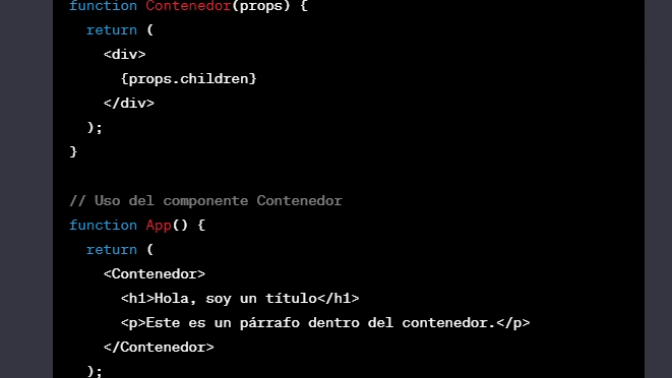 function Contenedor(props) {
return (
<div>
{props.children}
</div>
);
}
// Uso del componente Contenedor
function App() {
return (
<Contenedor>
<h1>Hola, soy un título</h1>
<p>Este es un párrafo dentro del contenedor.</p>
</Contenedor>
);